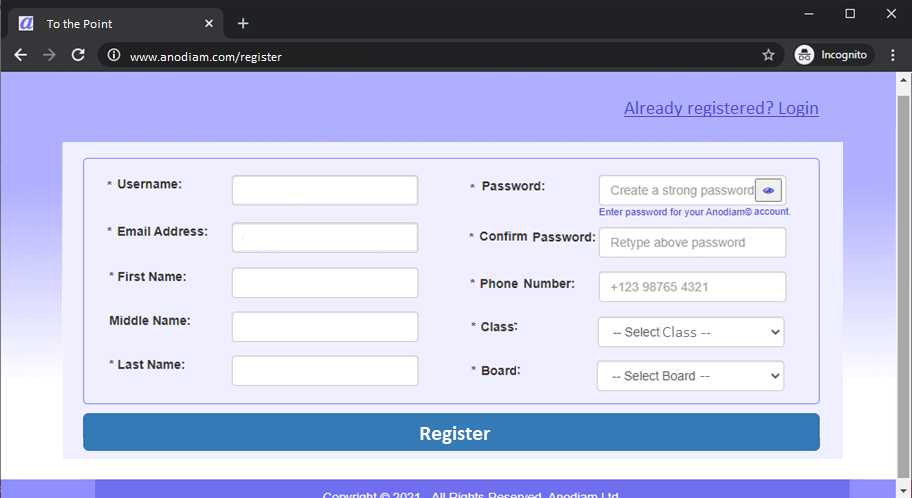 a To the Point
www.anodiam.com/register
Incognito
Already registered? Login
* Username:
* Password:
Create a strong password
Enter password for your Anodiam© account.
* Email Address:
* Confirm Password:
Retype above password
* First Name:
* Phone Number:
+123 98765 4321
Middle Name:
* Class:
-- Select Class --
* Last Name:
* Board:
-- Select Board --
Register
Copyright © 2021 . All Rights Reserved. Anodiam Ltd.